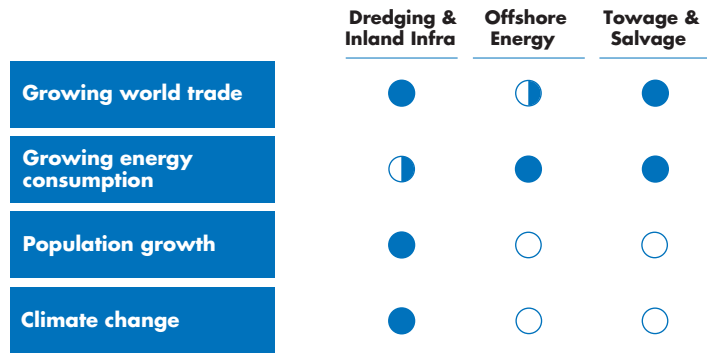 Dredging &
Inland Infra
Offshore
Energy
Towage &
Salvage
Growing world trade
Growing energy
consumption
Population growth
Climate change